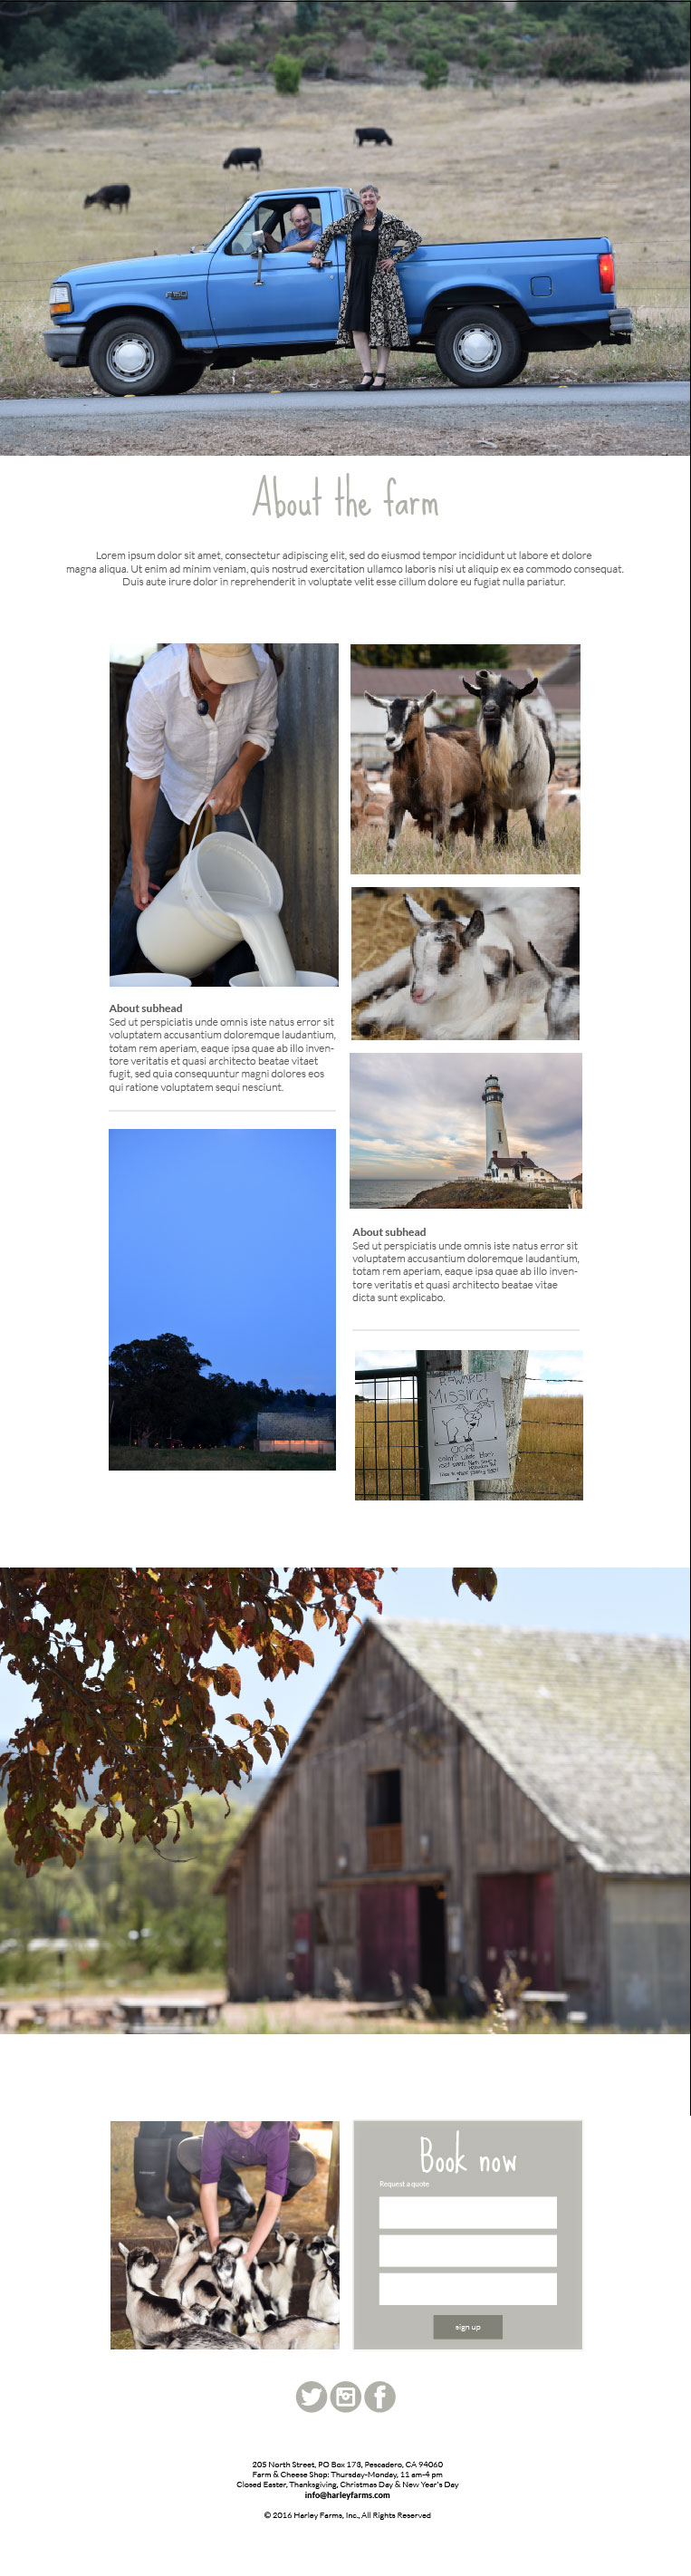 About the farm
Lorem ipsum dolor sit amet, consectetur adipiscing elit, sed do eiusmod tempor incididunt ut labore et dolore
magna aliqua. Ut enim ad minim veniam, quis nostrud exercitation ullamco laboris nisi ut aliquip ex ea commodo consequat.
Duis aute irure dolor in reprehenderit in voluptate velit esse cillum dolore eu fugiat nulla pariatur.
About subhead
Sed ut perspiciatis unde omnis iste natus error sit
voluptatem accusantium doloremque laudantium,
totam rem aperiam, eaque ipsa quae ab illo inven-
tore veritatis et quasi architecto beatae vitaet
fugit, sed quia consequuntur magni dolores eos
qui ratione voluptatem sequi nesciunt.
About subhead
Sed ut perspiciatis unde omnis iste natus error sit
voluptatem accusantium doloremque laudantium,
totam rem aperiam, eaque ipsa quae ab illo inven-
tore veritatis et quasi architecto beatae vitae
dicta sunt explicabo.
REWARD!
MISSING
GOAT
Book now
Request a quote
sign up
205 North Street, PO Box 173, Pescadero, CA 94060
Farm & Cheese Shop: Thursday-Monday, 11 am-4 pm
Closed Easter, Thanksgiving, Christmas Day & New Year's Day
info@harleyfarms.com
© 2016 Harley Farms, Inc., All Rights Reserved